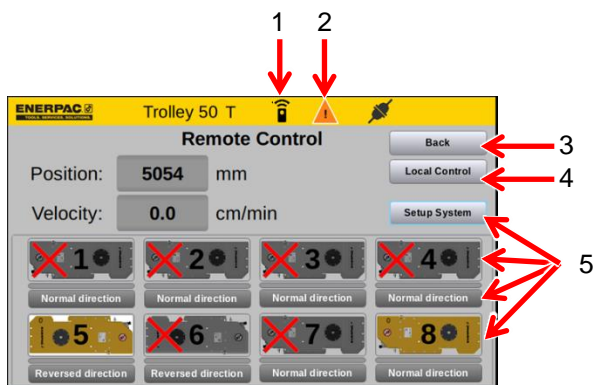 1 2
ENERPAC
TOOLS. SERVICES. SOLUTIONS.
Trolley 50 T
Remote Control
Back
3
Position: 5054 mm
Local Control
4
Velocity: 0.0 cm/min
Setup System
5
1 2 3 4
Normal direction Normal direction Normal direction Normal direction
5 6 7 8
Reversed direction Reversed direction Normal direction Normal direction